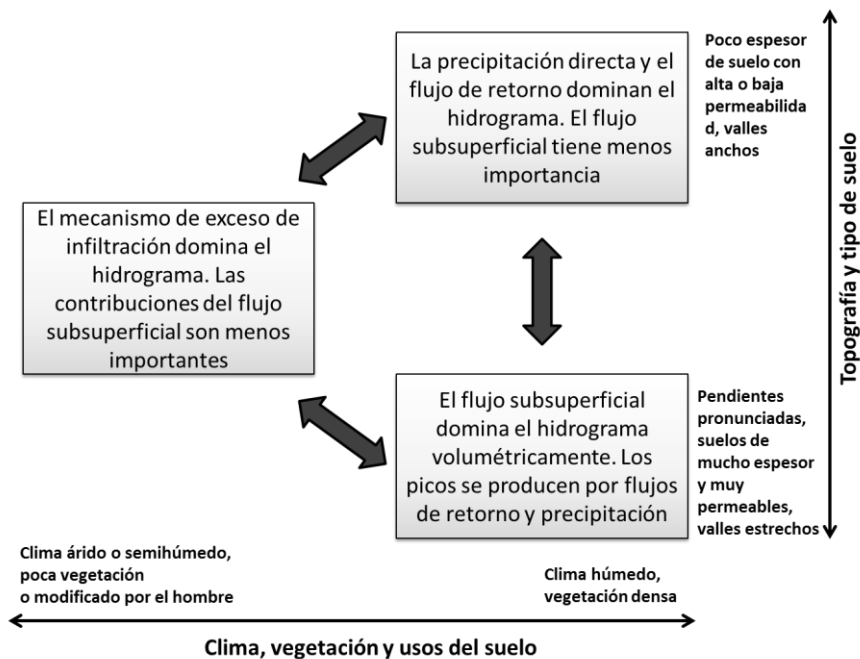 La precipitación directa y el
flujo de retorno dominan el
hidrograma. El flujo
subsuperficial tiene menos
importancia
Poco espesor
de suelo con
alta o baja
permeabilida
d, valles
anchos
El mecanismo de exceso de
infiltración domina el
hidrograma. Las
contribuciones del flujo
subsuperficial son menos
importantes
Topografía y tipo de suelo
El flujo subsuperficial
domina el hidrograma
volumétricamente. Los
picos se producen por flujos
de retorno y precipitación
Pendientes
pronunciadas,
suelos de
mucho espesor
y muy
permeables,
valles estrechos
Clima árido o semihúmedo,
poca vegetación
o modificado por el hombre
Clima húmedo,
vegetación densa
Clima, vegetación y usos del suelo